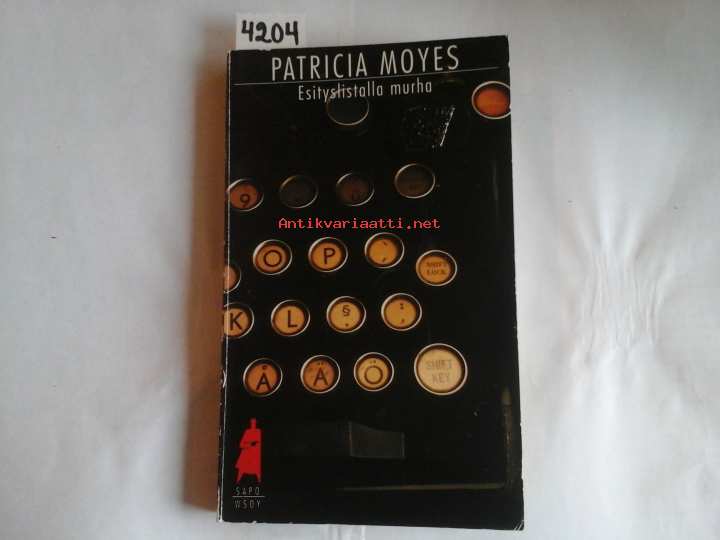 4204
PATRICIA MOYES
Esityslistalla murha
9
Antikvariaatti.net
O P
SHIFT
LOCK
K L §
Å Ä Ö
SHIFT
KEY
SAPO
WSOY